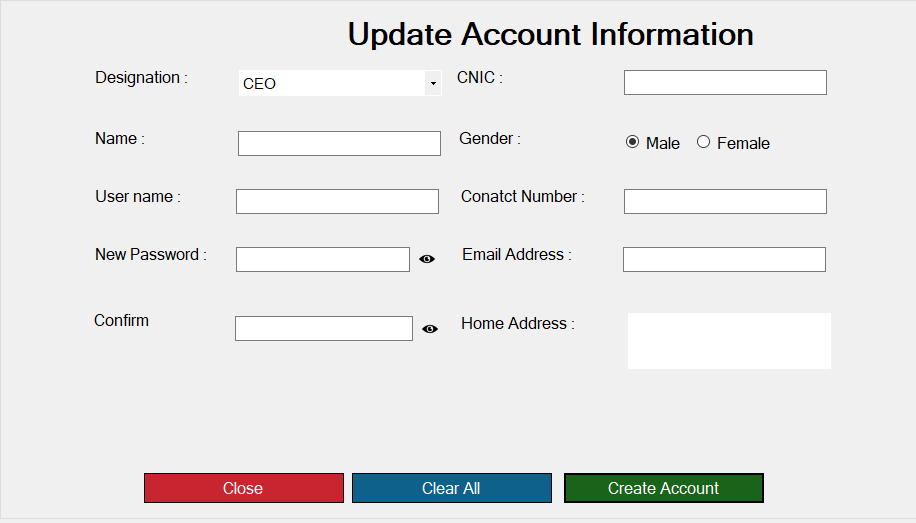 Update Account Information
Designation : CEO CNIC :
Name : Gender : Male Female
User name : Conatct Number :
New Password : Email Address :
Confirm Home Address :
Close Clear All Create Account